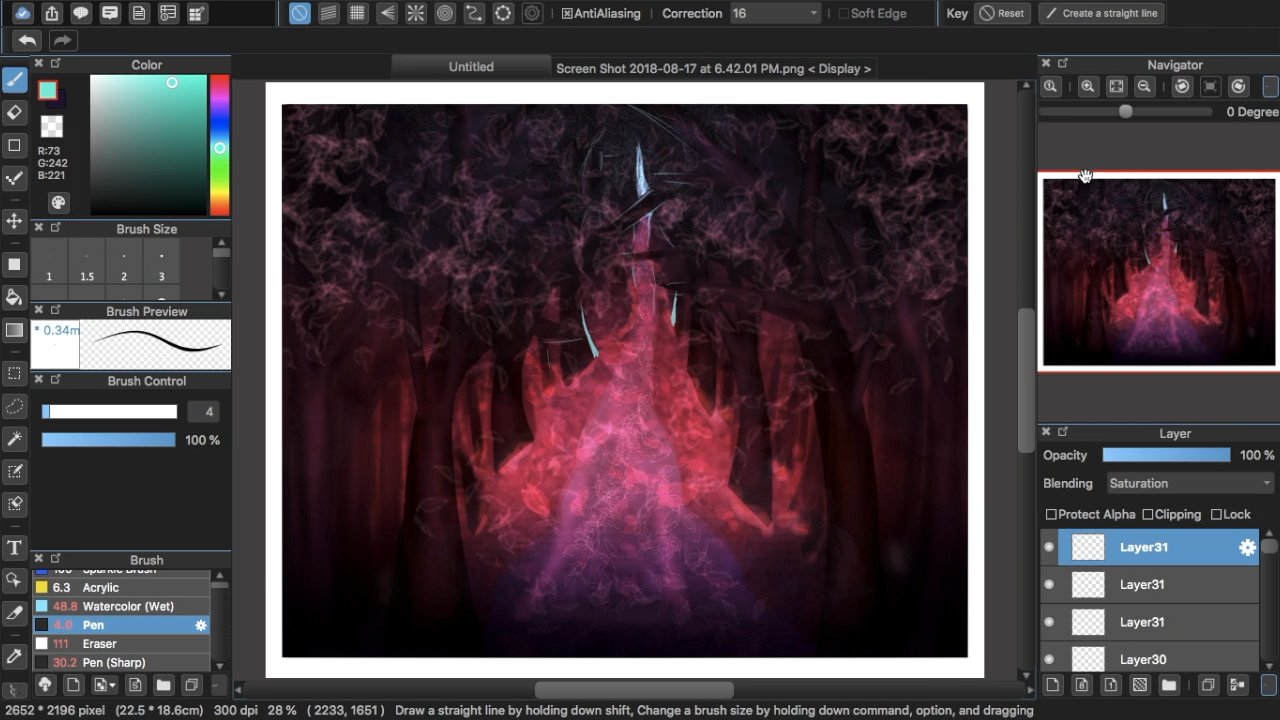 AntiAliasing Correction 16 Soft Edge Key Reset Create a straight line
Color
Untitled
Screen Shot 2018-08-17 at 6.42.01 PM.png < Display >
Navigator
0 Degree
R:73
G:242
B:221
Brush Size
1 1.5 2 3
Brush Preview
* 0.34m
Brush Control
4
100 %
Layer
Opacity 100 %
Blending Saturation
Protect Alpha Clipping Lock
Layer31
Layer31
Layer31
Layer30
Brush
100 Sparkle Brush
6.3 Acrylic
48.8 Watercolor (Wet)
4.0 Pen
111 Eraser
30.2 Pen (Sharp)
2652 * 2196 pixel (22.5 * 18.6cm) 300 dpi 28 % ( 2233, 1651 ) Draw a straight line by holding down shift, Change a brush size by holding down command, option, and dragging